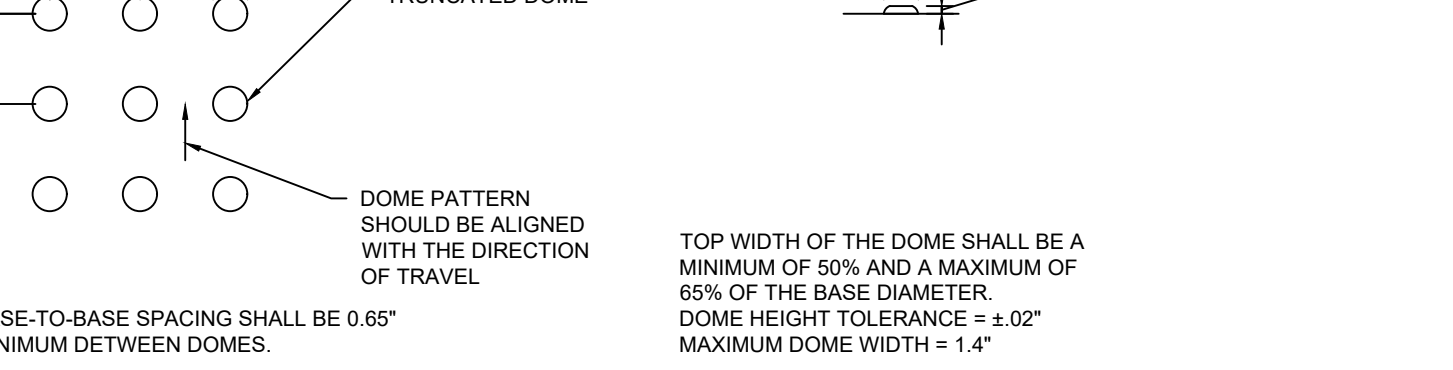 TRUNCATED DOME
DOME PATTERN
SHOULD BE ALIGNED
WITH THE DIRECTION
OF TRAVEL
SE-TO-BASE SPACING SHALL BE 0.65"
NIMUM DETWEEN DOMES.
TOP WIDTH OF THE DOME SHALL BE A
MINIMUM OF 50% AND A MAXIMUM OF
65% OF THE BASE DIAMETER.
DOME HEIGHT TOLERANCE = ±.02"
MAXIMUM DOME WIDTH = 1.4"